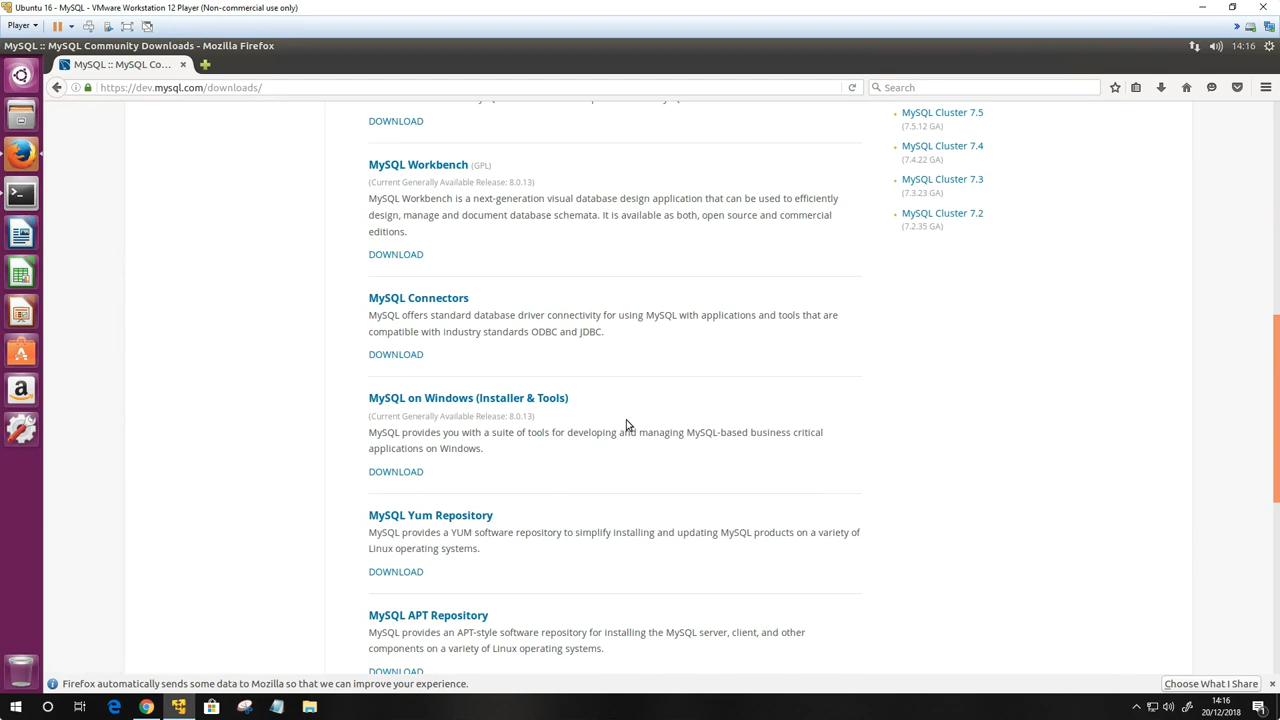 Ubuntu 16 - MySQL - VMware Workstation 12 Player (Non-commercial use only)
Player
MySQL :: MySQL Community Downloads - Mozilla Firefox
14:16
MySQL :: MySQL Co...
https://dev.mysql.com/downloads/
Search
DOWNLOAD
MySQL Workbench (GPL)
(Current Generally Available Release: 8.0.13)
MySQL Workbench is a next-generation visual database design application that can be used to efficiently
design, manage and document database schemata. It is available as both, open source and commercial
editions.
DOWNLOAD
MySQL Connectors
MySQL offers standard database driver connectivity for using MySQL with applications and tools that are
compatible with industry standards ODBC and JDBC.
DOWNLOAD
MySQL on Windows (Installer & Tools)
(Current Generally Available Release: 8.0.13)
MySQL provides you with a suite of tools for developing and managing MySQL-based business critical
applications on Windows.
DOWNLOAD
MySQL Yum Repository
MySQL provides a YUM software repository to simplify installing and updating MySQL products on a variety of
Linux operating systems.
DOWNLOAD
MySQL APT Repository
MySQL provides an APT-style software repository for installing the MySQL server, client, and other
components on a variety of Linux operating systems.
DOWNLOAD
MySQL Cluster 7.5
(7.5.12 GA)
MySQL Cluster 7.4
(7.4.22 GA)
MySQL Cluster 7.3
(7.3.23 GA)
MySQL Cluster 7.2
(7.2.35 GA)
Firefox automatically sends some data to Mozilla so that we can improve your experience.
Choose What I Share
14:16
20/12/2018